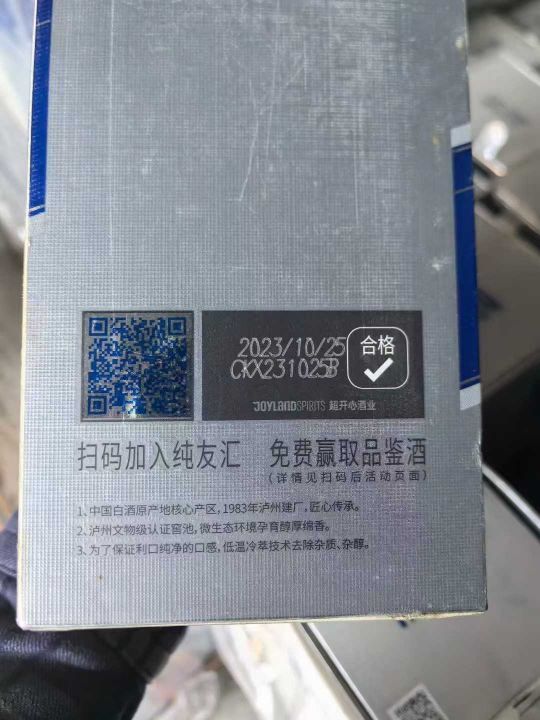 2023/10/25
CKX231025B
合格
JOYLANDSPIRITS 超开心酒业
扫码加入纯友汇 免费赢取品鉴酒
(详情见扫码后活动页面)
1、中国白酒原产地核心产区，1983年泸州建厂，匠心传承。
2、泸州文物级认证窖池，微生态环境孕育醇厚绵香。
3、为了保证利口纯净的口感，低温冷萃技术去除杂质、杂醇。